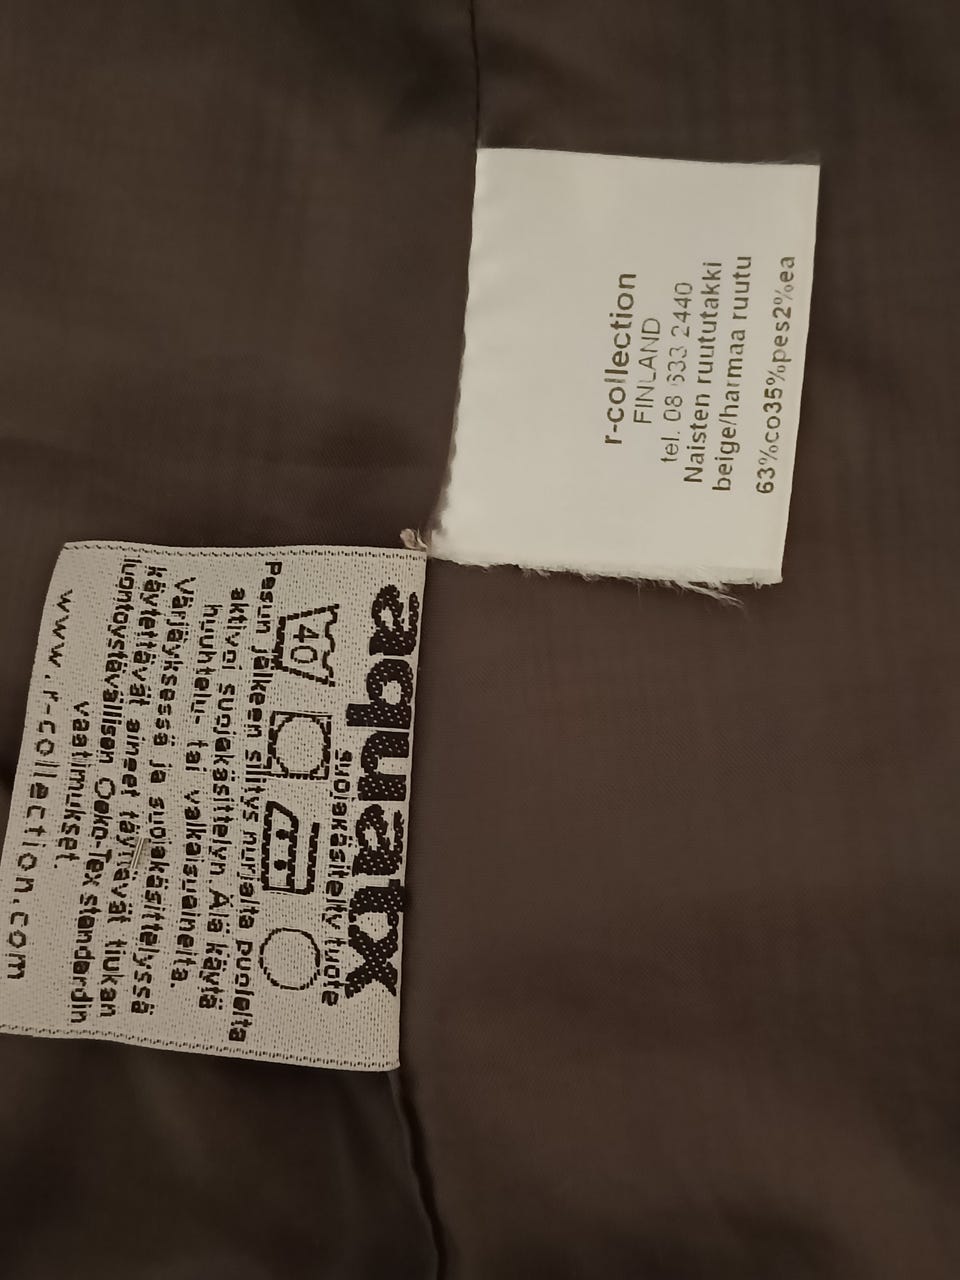 r-collection
FINLAND
tel. 08 533 2440
Naisten ruututakki
beige/harmaa ruutu
63%co35%pes2%ea
aquatx
suojakäsitelty tuote
40
Pesun jälkeen silitys nurjalta puolelta
aktivoi suojakäsittelyn. Älä käytä
huuhtelu- tai valkaisuaineita.
Värjäyksessä ja suojakäsittelyssä
käytettävät aineet täyttävät tiukan
luontoystävällisen Oeko-Tex standardin
vaatimukset.
www.r-collection.com